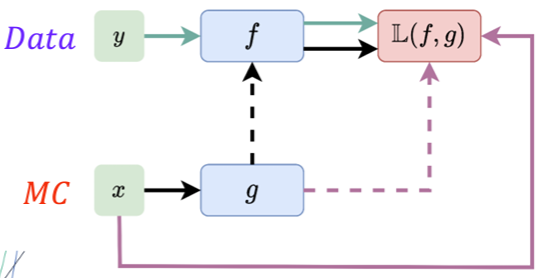 Data y f 𝕃(f, g)
MC x g